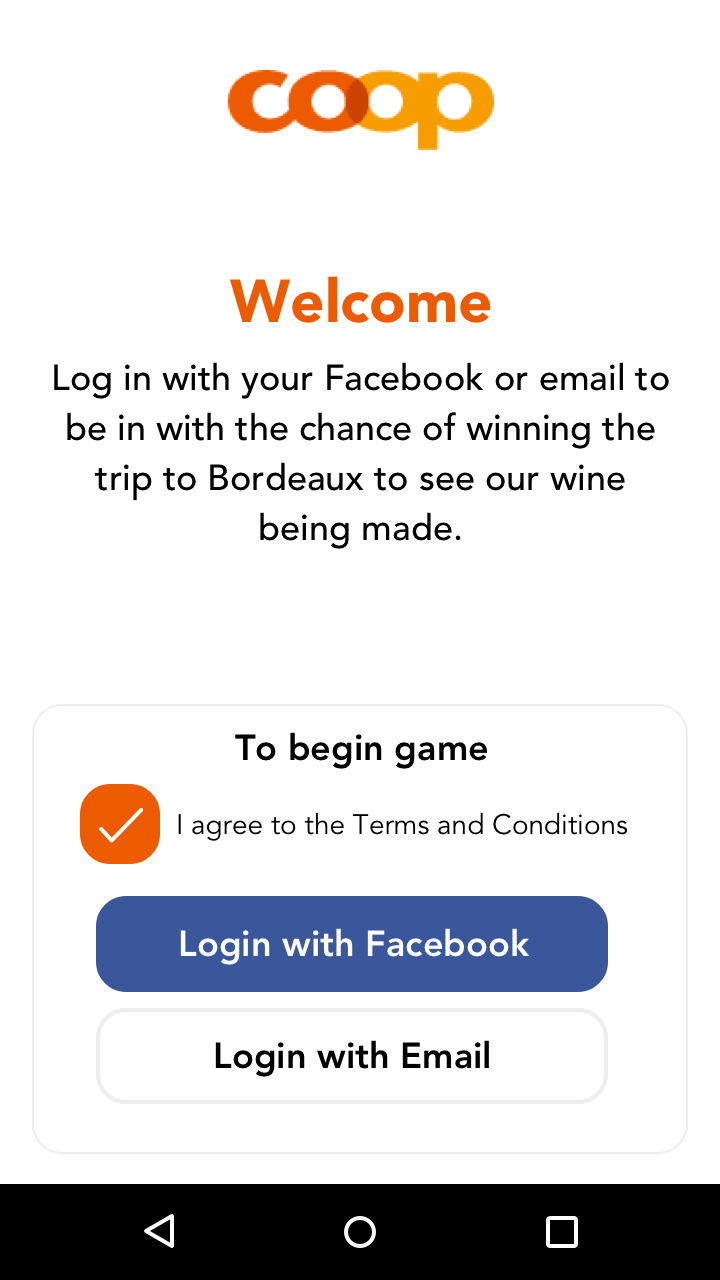 coop
Welcome
Log in with your Facebook or email to
be in with the chance of winning the
trip to Bordeaux to see our wine
being made.
To begin game
I agree to the Terms and Conditions
Login with Facebook
Login with Email